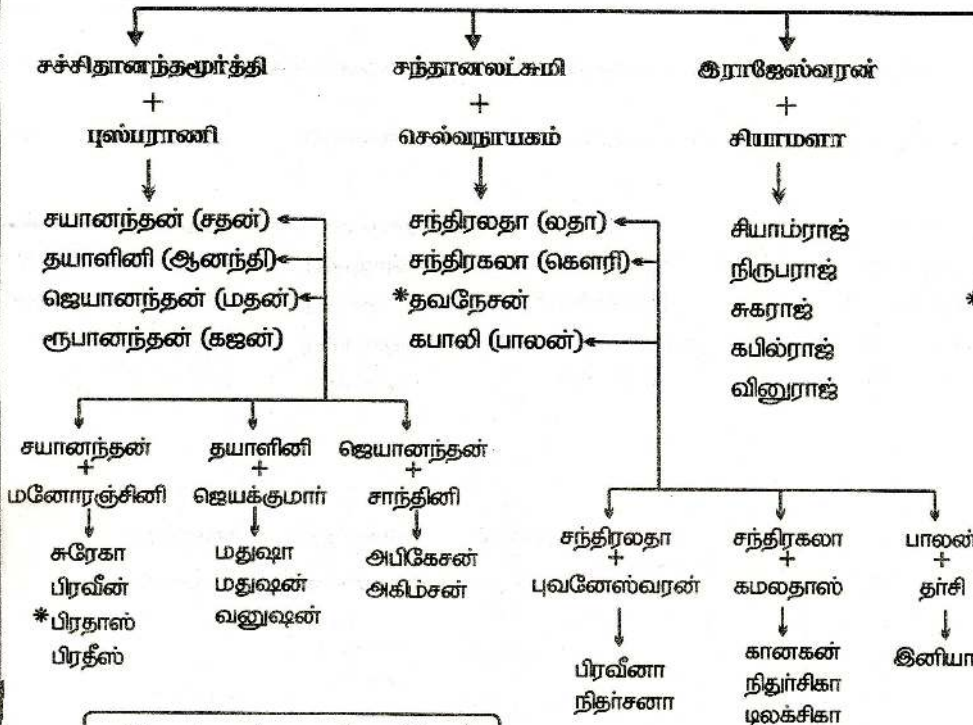 சச்சிதானந்தமூர்த்தி
+
புஸ்பராணி
சயானந்தன் (சதன்)
தயாளினி (ஆனந்தி)
ஜெயானந்தன் (மதன்)
ரூபானந்தன் (கஜன்)
சந்தானலட்சுமி
+
செல்வநாயகம்
சந்திரலதா (லதா)
சந்திரகலா (கௌரி)
*தவநேசன்
கபாலி (பாலன்)
இராஜேஸ்வரன்
+
சியாமளா
சியாம்ராஜ்
நிருபராஜ்
சுகராஜ்
கபில்ராஜ்
வினுராஜ்
*
சயானந்தன்
+
மனோரஞ்சினி
சுரேகா
பிரவீன்
*பிரதாஸ்
பிரதீஸ்
தயாளினி
+
ஜெயக்குமார்
மதுஷா
மதுஷன்
வனுஷன்
ஜெயானந்தன்
+
சாந்தினி
அபிகேசன்
அகிம்சன்
சந்திரலதா
+
புவனேஸ்வரன்
பிரவீனா
நிதர்சனா
சந்திரகலா
+
கமலதாஸ்
கானகன்
நிதுர்சிகா
டிலக்சிகா
பாலன்
+
தர்சி
இனியா